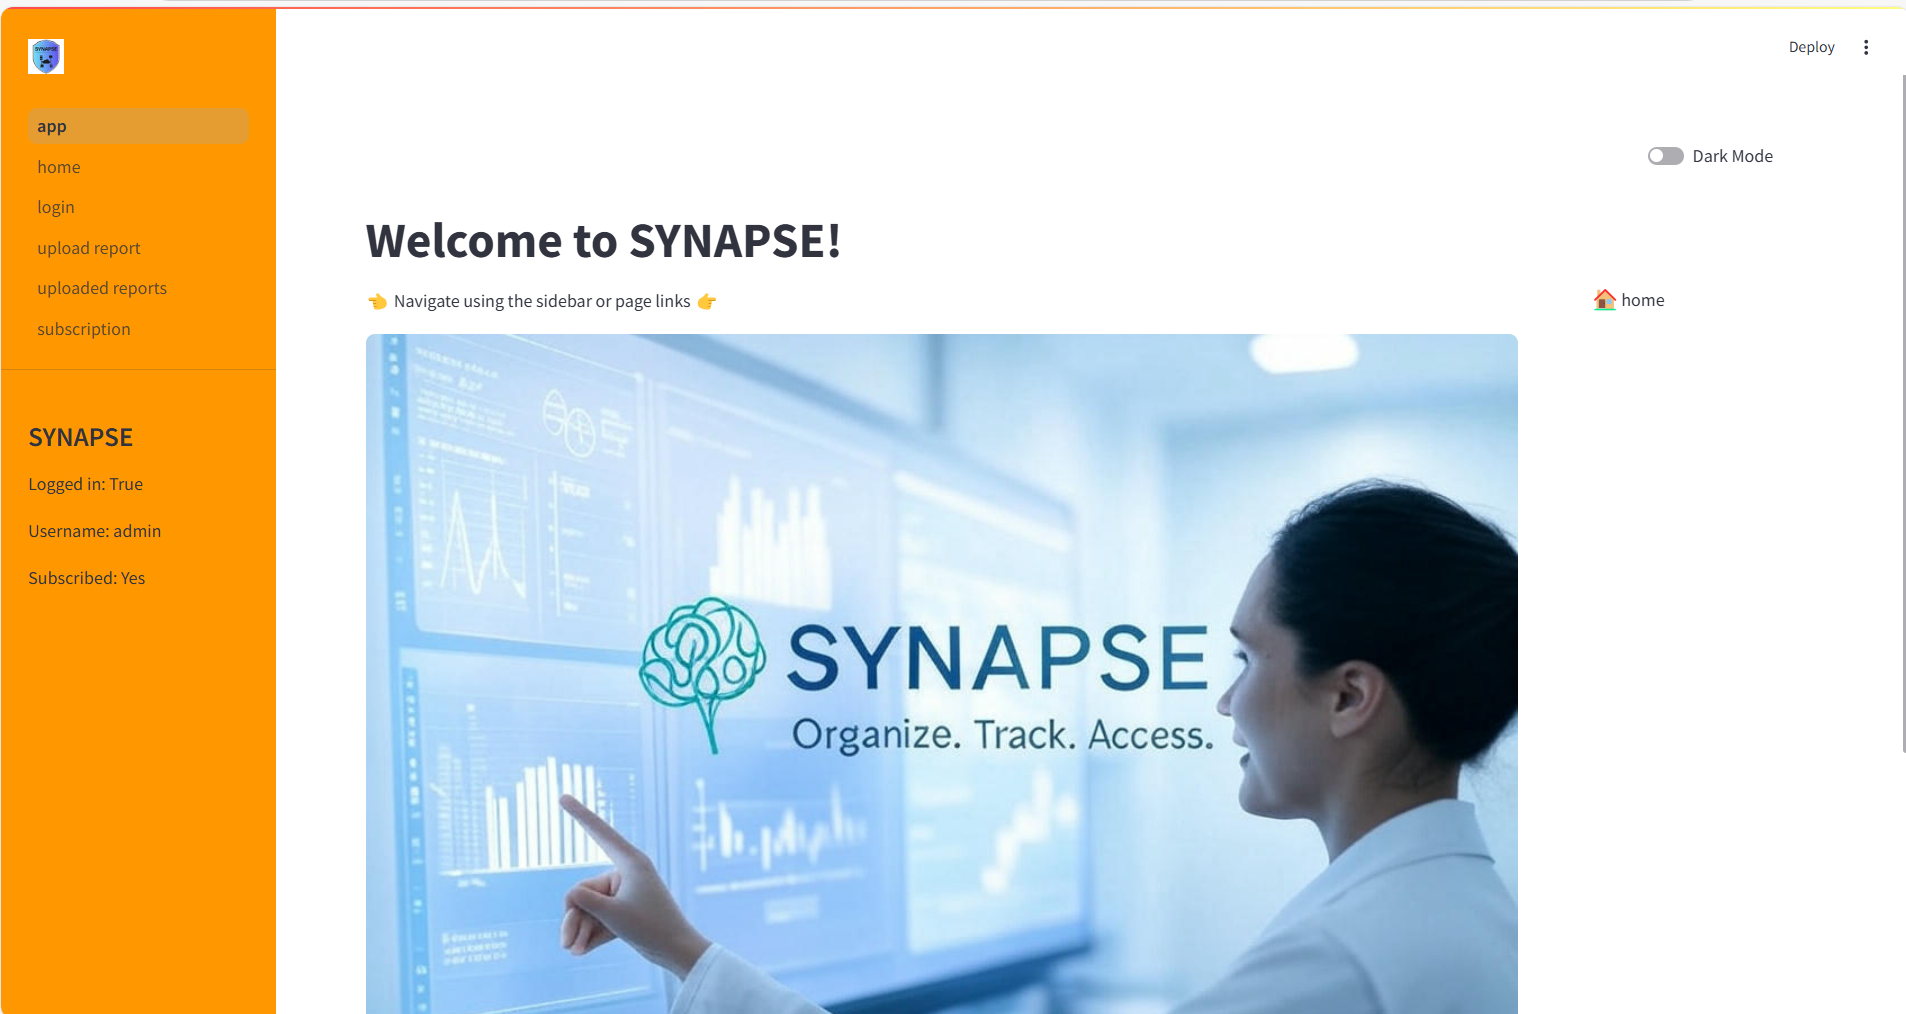 SYNAPSE
app
home
login
upload report
uploaded reports
subscription
SYNAPSE
Logged in: True
Username: admin
Subscribed: Yes
Deploy
Dark Mode
Welcome to SYNAPSE!
👈 Navigate using the sidebar or page links 👉
🏠 home
SYNAPSE
Organize. Track. Access.